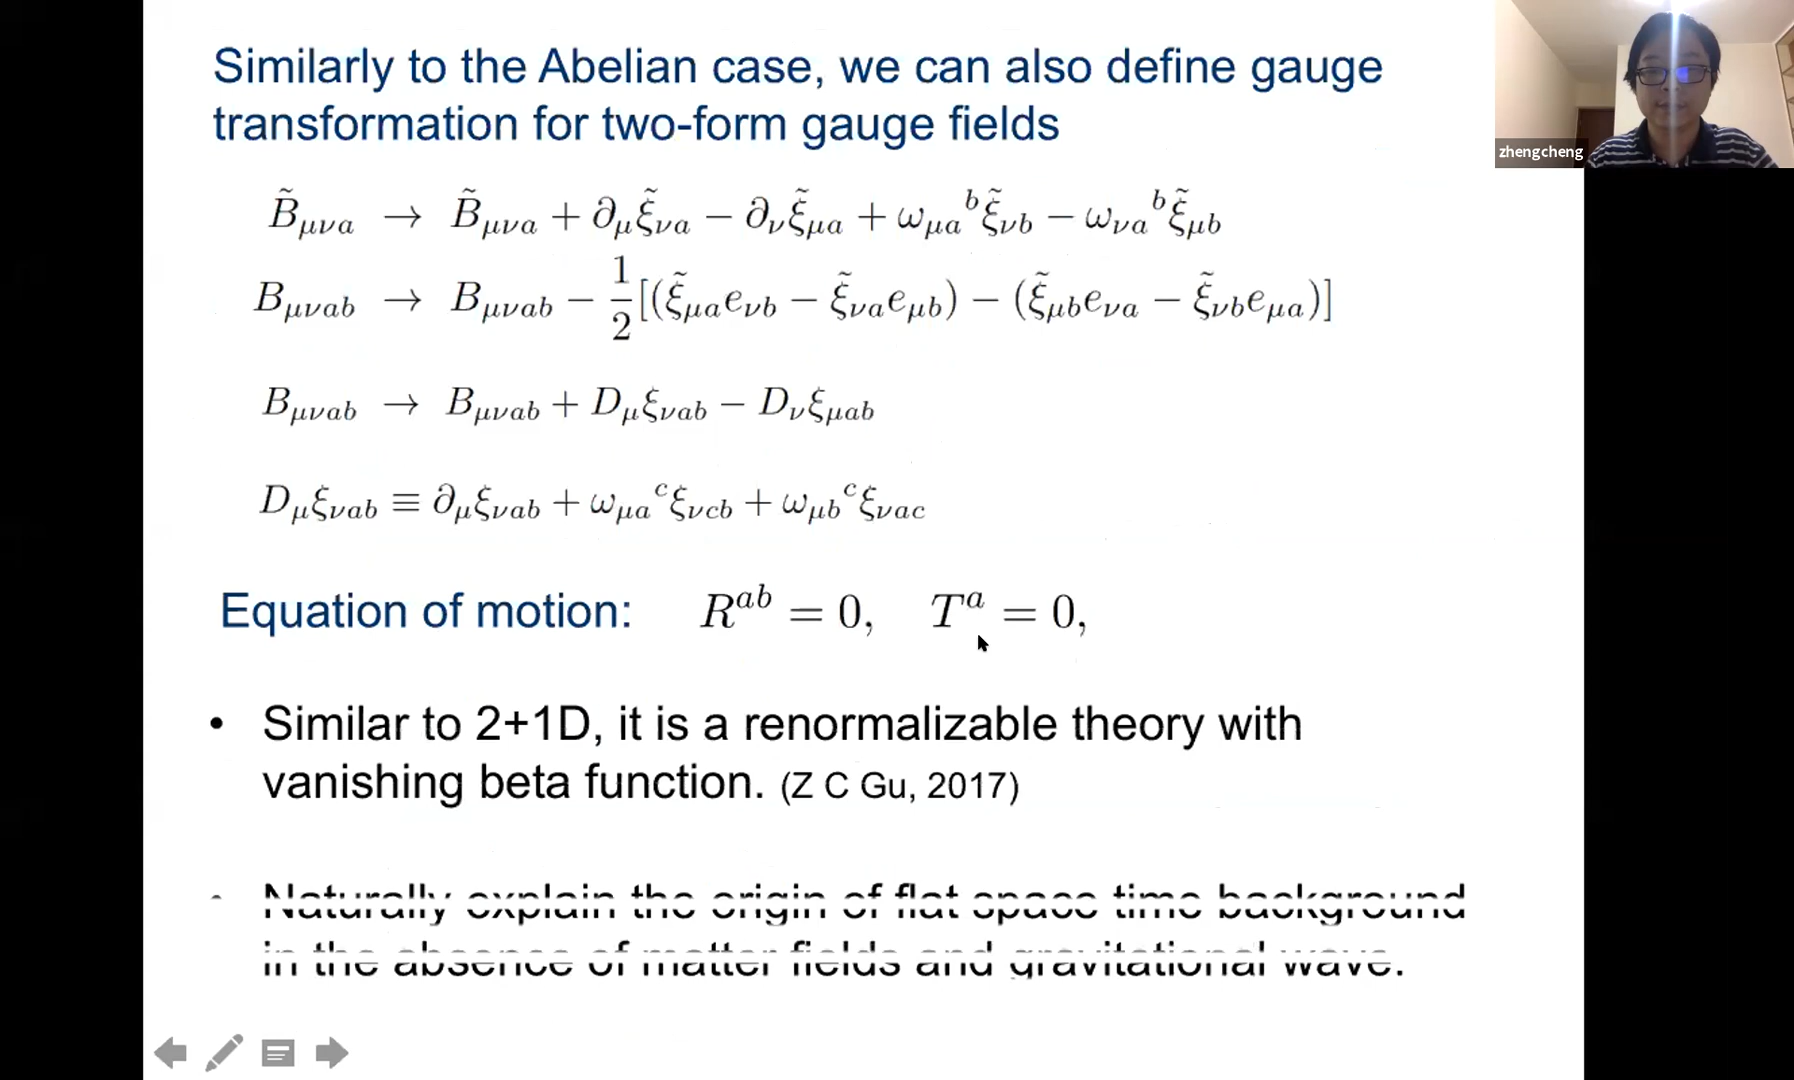 Similarly to the Abelian case, we can also define gauge
transformation for two-form gauge fields
zhengcheng
B̃_{μνa} → B̃_{μνa} + ∂_μ ξ̃_{νa} − ∂_ν ξ̃_{μa} + ω_{μa}^b ξ̃_{νb} − ω_{νa}^b ξ̃_{μb}
B_{μνab} → B_{μνab} − 1/2[(ξ̃_{μa}e_{νb} − ξ̃_{νa}e_{μb}) − (ξ̃_{μb}e_{νa} − ξ̃_{νb}e_{μa})]
B_{μνab} → B_{μνab} + D_μ ξ_{νab} − D_ν ξ_{μab}
D_μ ξ_{νab} ≡ ∂_μ ξ_{νab} + ω_{μa}^c ξ_{νcb} + ω_{μb}^c ξ_{νac}
Equation of motion: R^{ab} = 0, T^a = 0,
• Similar to 2+1D, it is a renormalizable theory with
vanishing beta function. (Z C Gu, 2017)
Naturally explain the origin of flat space time background
in the absence of matter fields and gravitational wave.